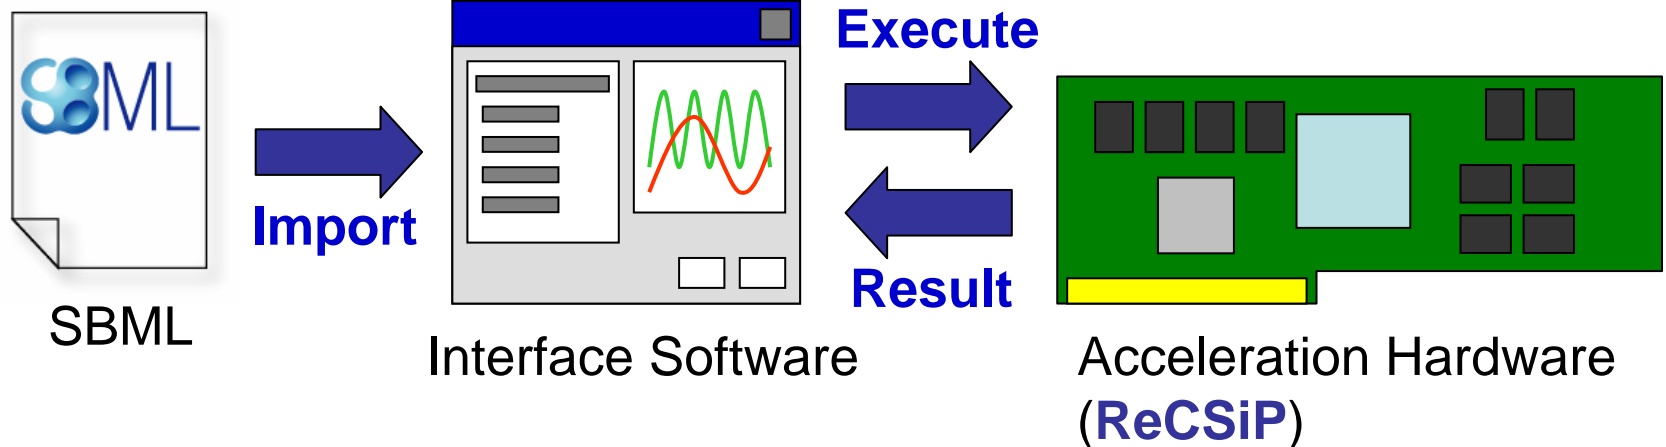 SBML
Import
SBML
Interface Software
Execute
Result
Acceleration Hardware
(ReCSiP)